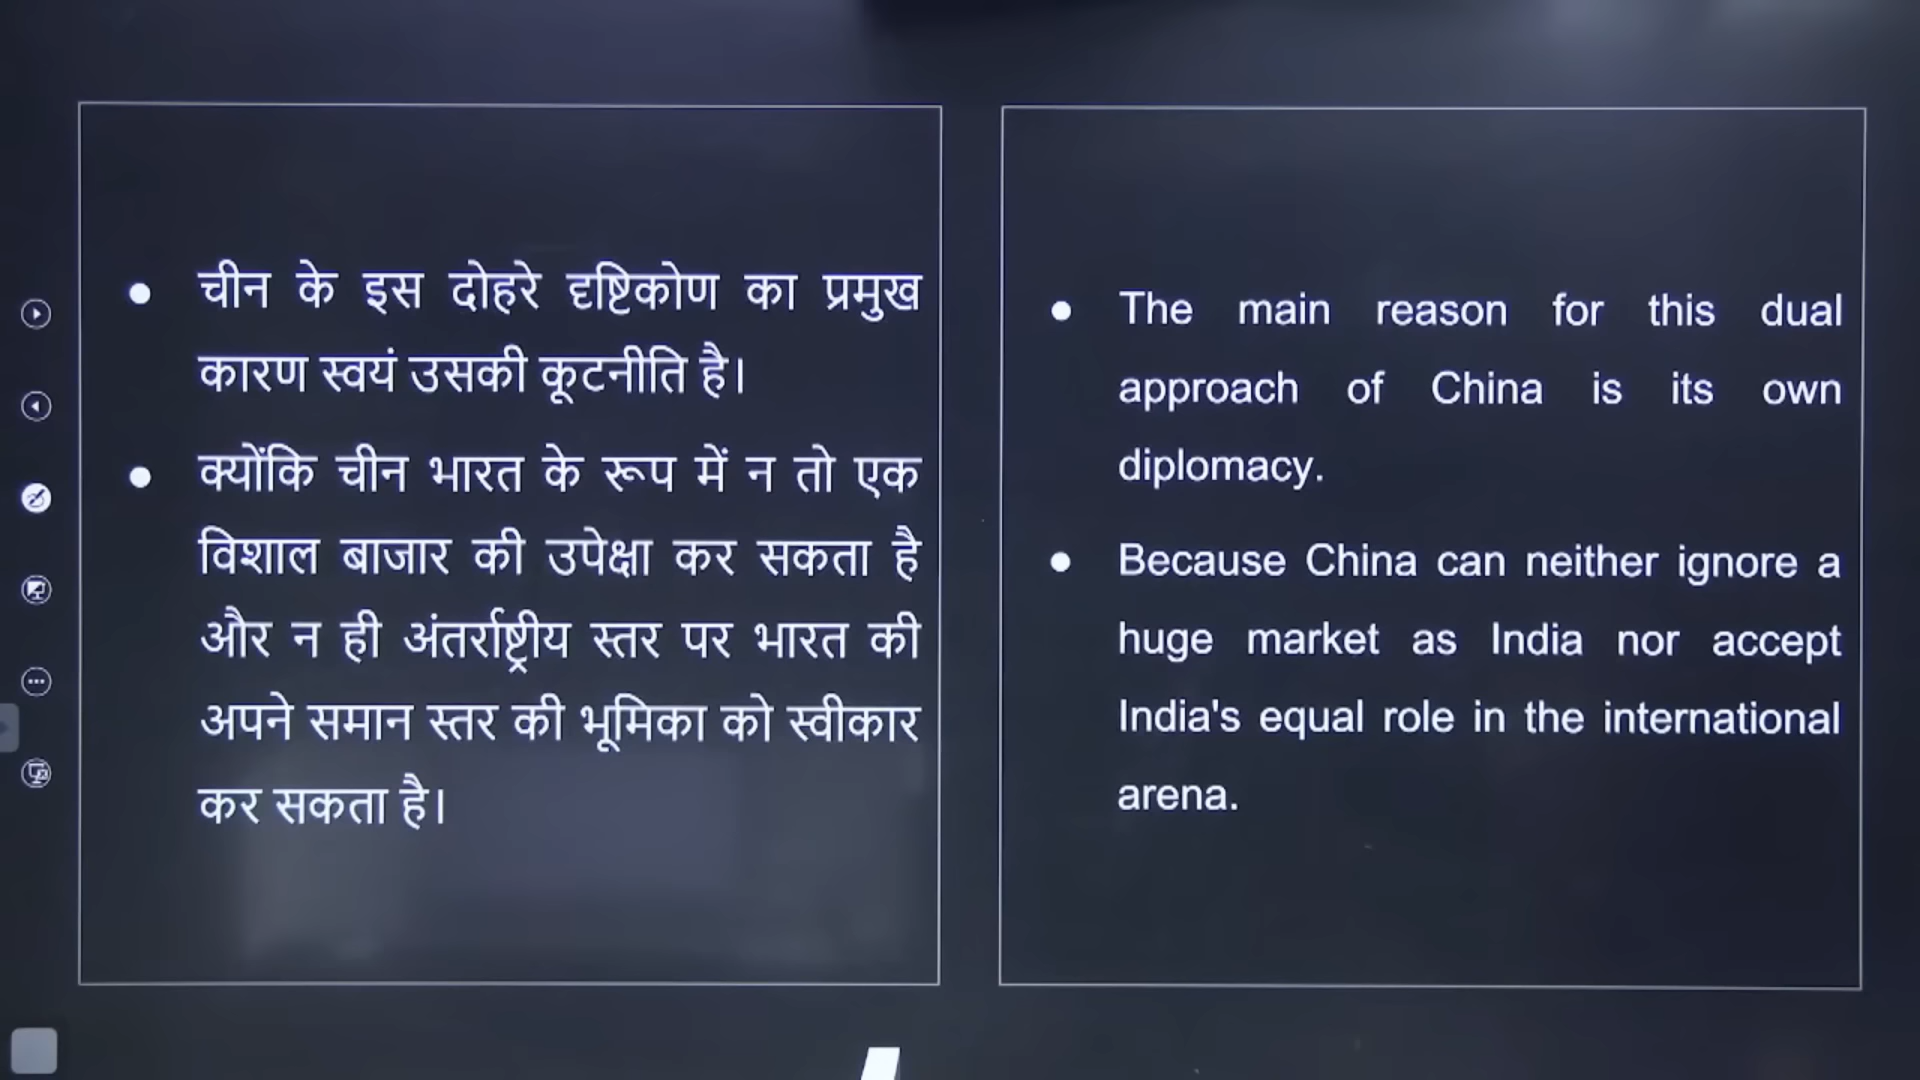 ● चीन के इस दोहरे दृष्टिकोण का प्रमुख
कारण स्वयं उसकी कूटनीति है।
● क्योंकि चीन भारत के रूप में न तो एक
विशाल बाजार की उपेक्षा कर सकता है
और न ही अंतर्राष्ट्रीय स्तर पर भारत की
अपने समान स्तर की भूमिका को स्वीकार
कर सकता है।
● The main reason for this dual
approach of China is its own
diplomacy.
● Because China can neither ignore a
huge market as India nor accept
India's equal role in the international
arena.